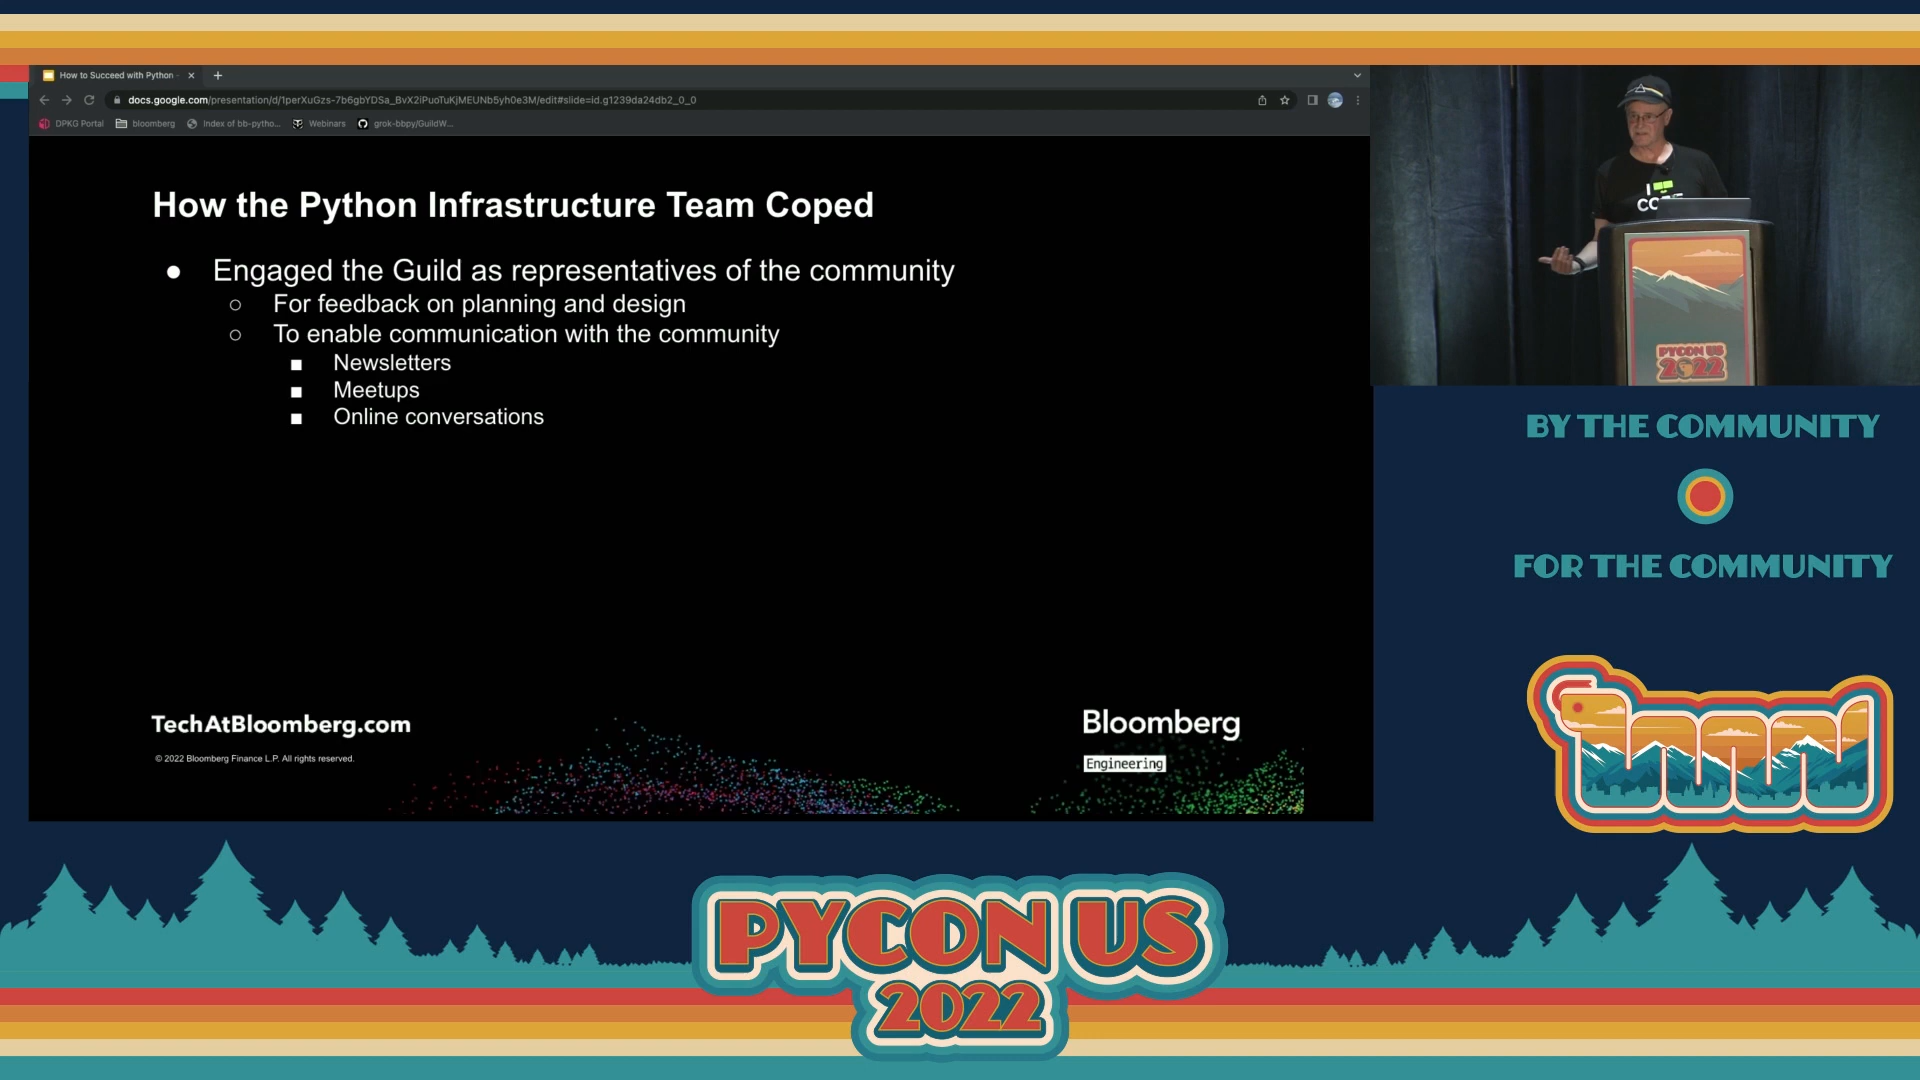 How to Succeed with Python -
docs.google.com/presentation/d/1perXuGzs-7b6gbYDSa_BvX2iPuoTuKjMEUNb5yh0e3M/edit#slide=id.g1239da24db2_0_0
DPKG Portal bloomberg Index of bb-pytho... Webinars grok-bbpy/GuildW...
How the Python Infrastructure Team Coped
● Engaged the Guild as representatives of the community
○ For feedback on planning and design
○ To enable communication with the community
■ Newsletters
■ Meetups
■ Online conversations
TechAtBloomberg.com
© 2022 Bloomberg Finance L.P. All rights reserved.
Bloomberg
Engineering
I
PYCON US
2022
BY THE COMMUNITY
FOR THE COMMUNITY
PYCON US
2022